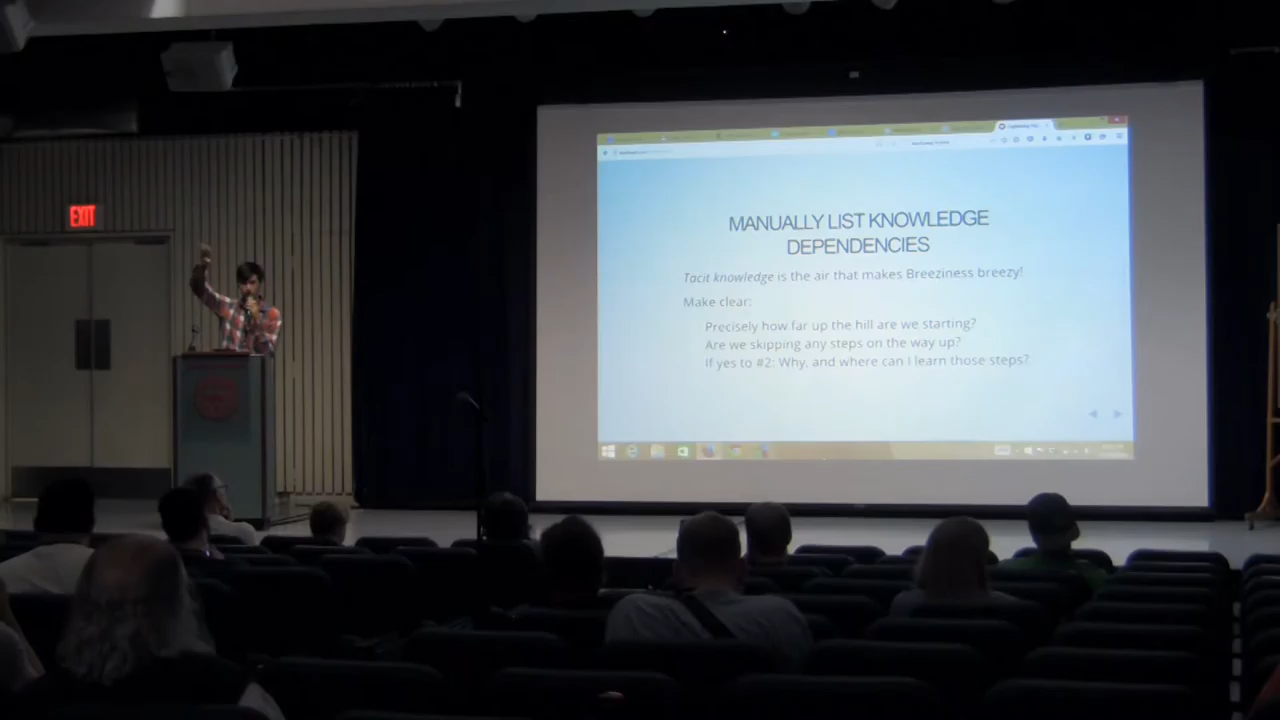 EXIT
MANUALLY LIST KNOWLEDGE
DEPENDENCIES
Tacit knowledge is the air that makes Breeziness breezy!
Make clear:
Precisely how far up the hill are we starting?
Are we skipping any steps on the way up?
If yes to #2: Why, and where can I learn those steps?